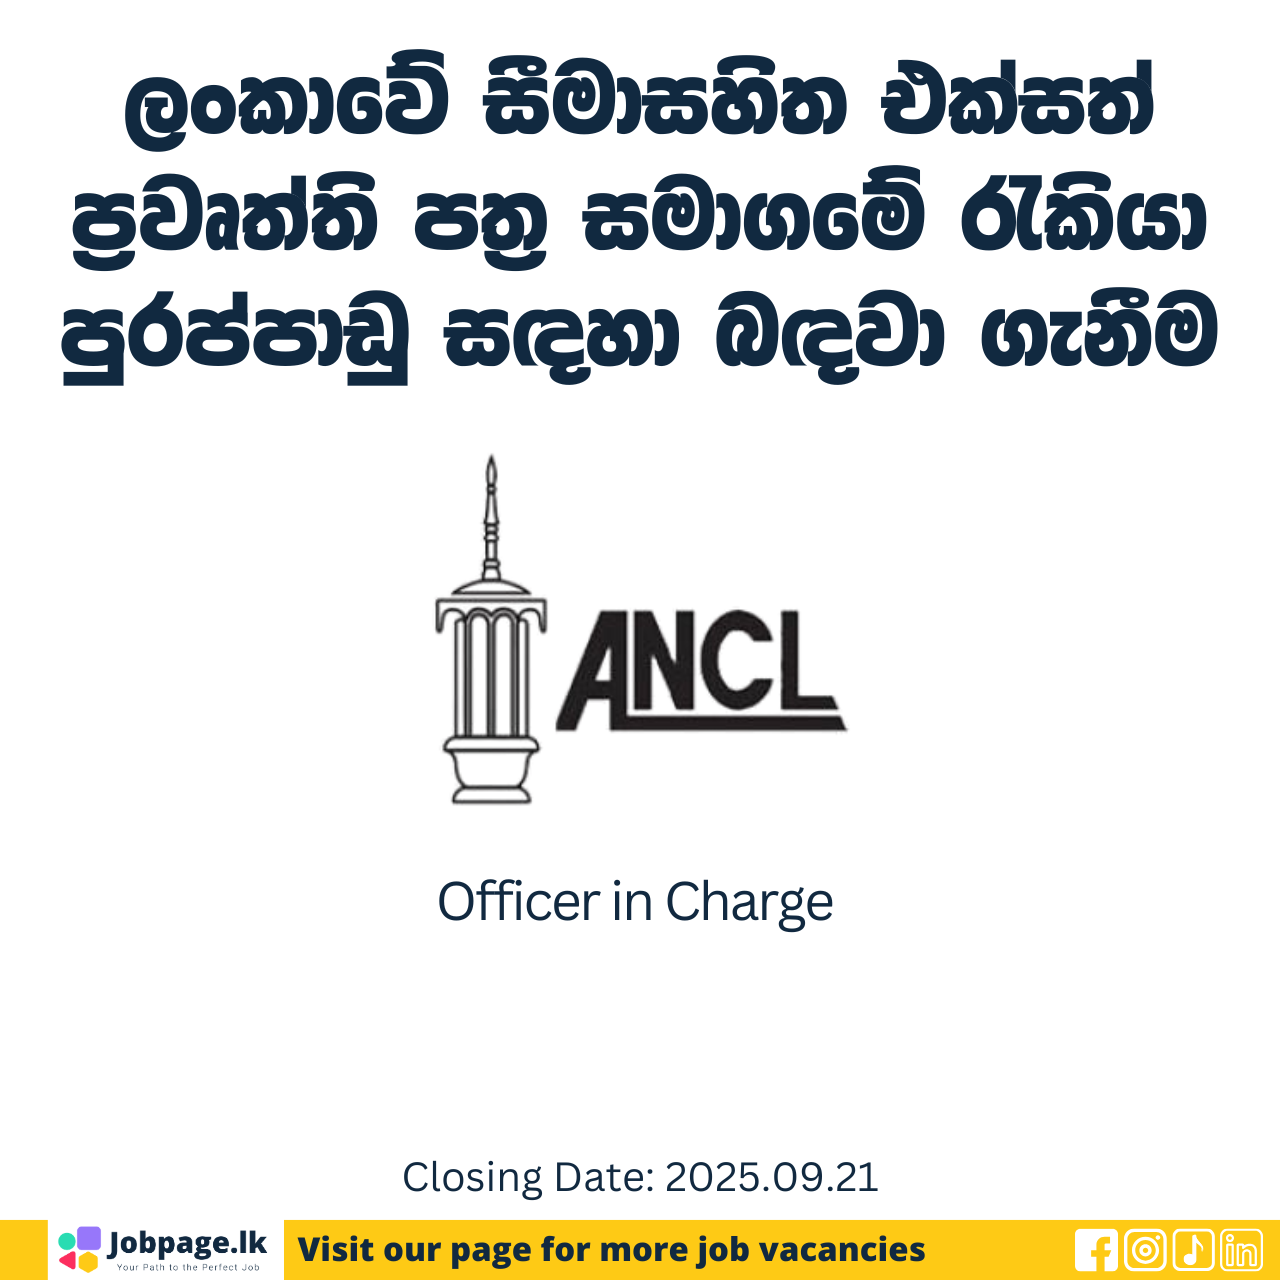 ලංකාවේ සීමාසහිත එක්සත්
ප්‍රවෘත්ති පත්‍ර සමාගමේ රැකියා
පුරප්පාඩු සඳහා බඳවා ගැනීම
ANCL
Officer in Charge
Closing Date: 2025.09.21
Jobpage.lk
Your Path to the Perfect Job
Visit our page for more job vacancies